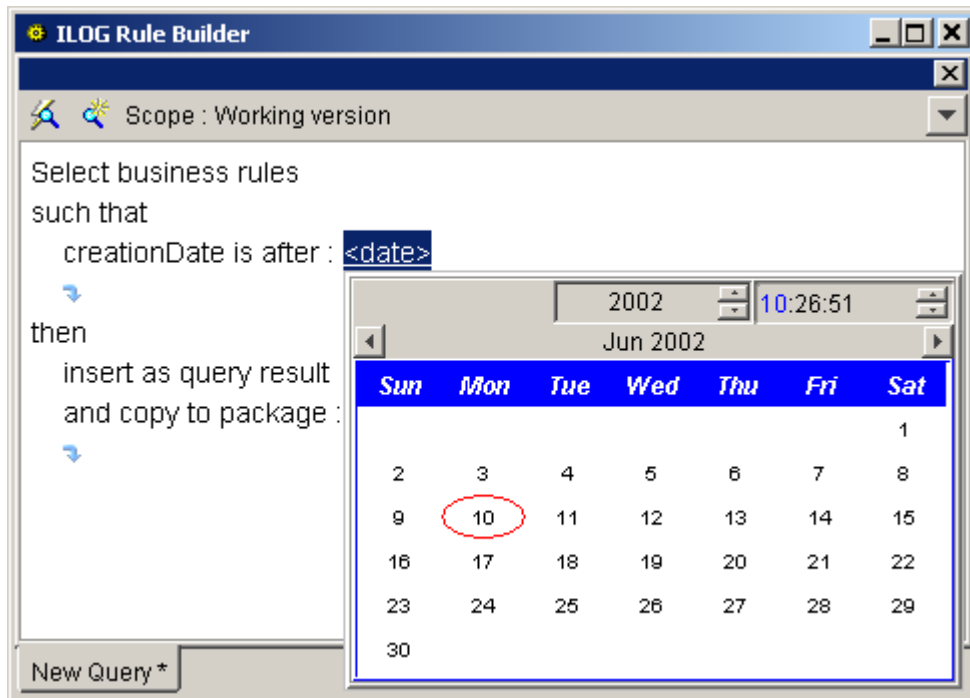 ILOG Rule Builder
Scope : Working version
Select business rules
such that
creationDate is after : <date>
then
insert as query result
and copy to package :
2002 10:26:51
Jun 2002
Sun Mon Tue Wed Thu Fri Sat
1
2 3 4 5 6 7 8
9 10 11 12 13 14 15
16 17 18 19 20 21 22
23 24 25 26 27 28 29
30
New Query *